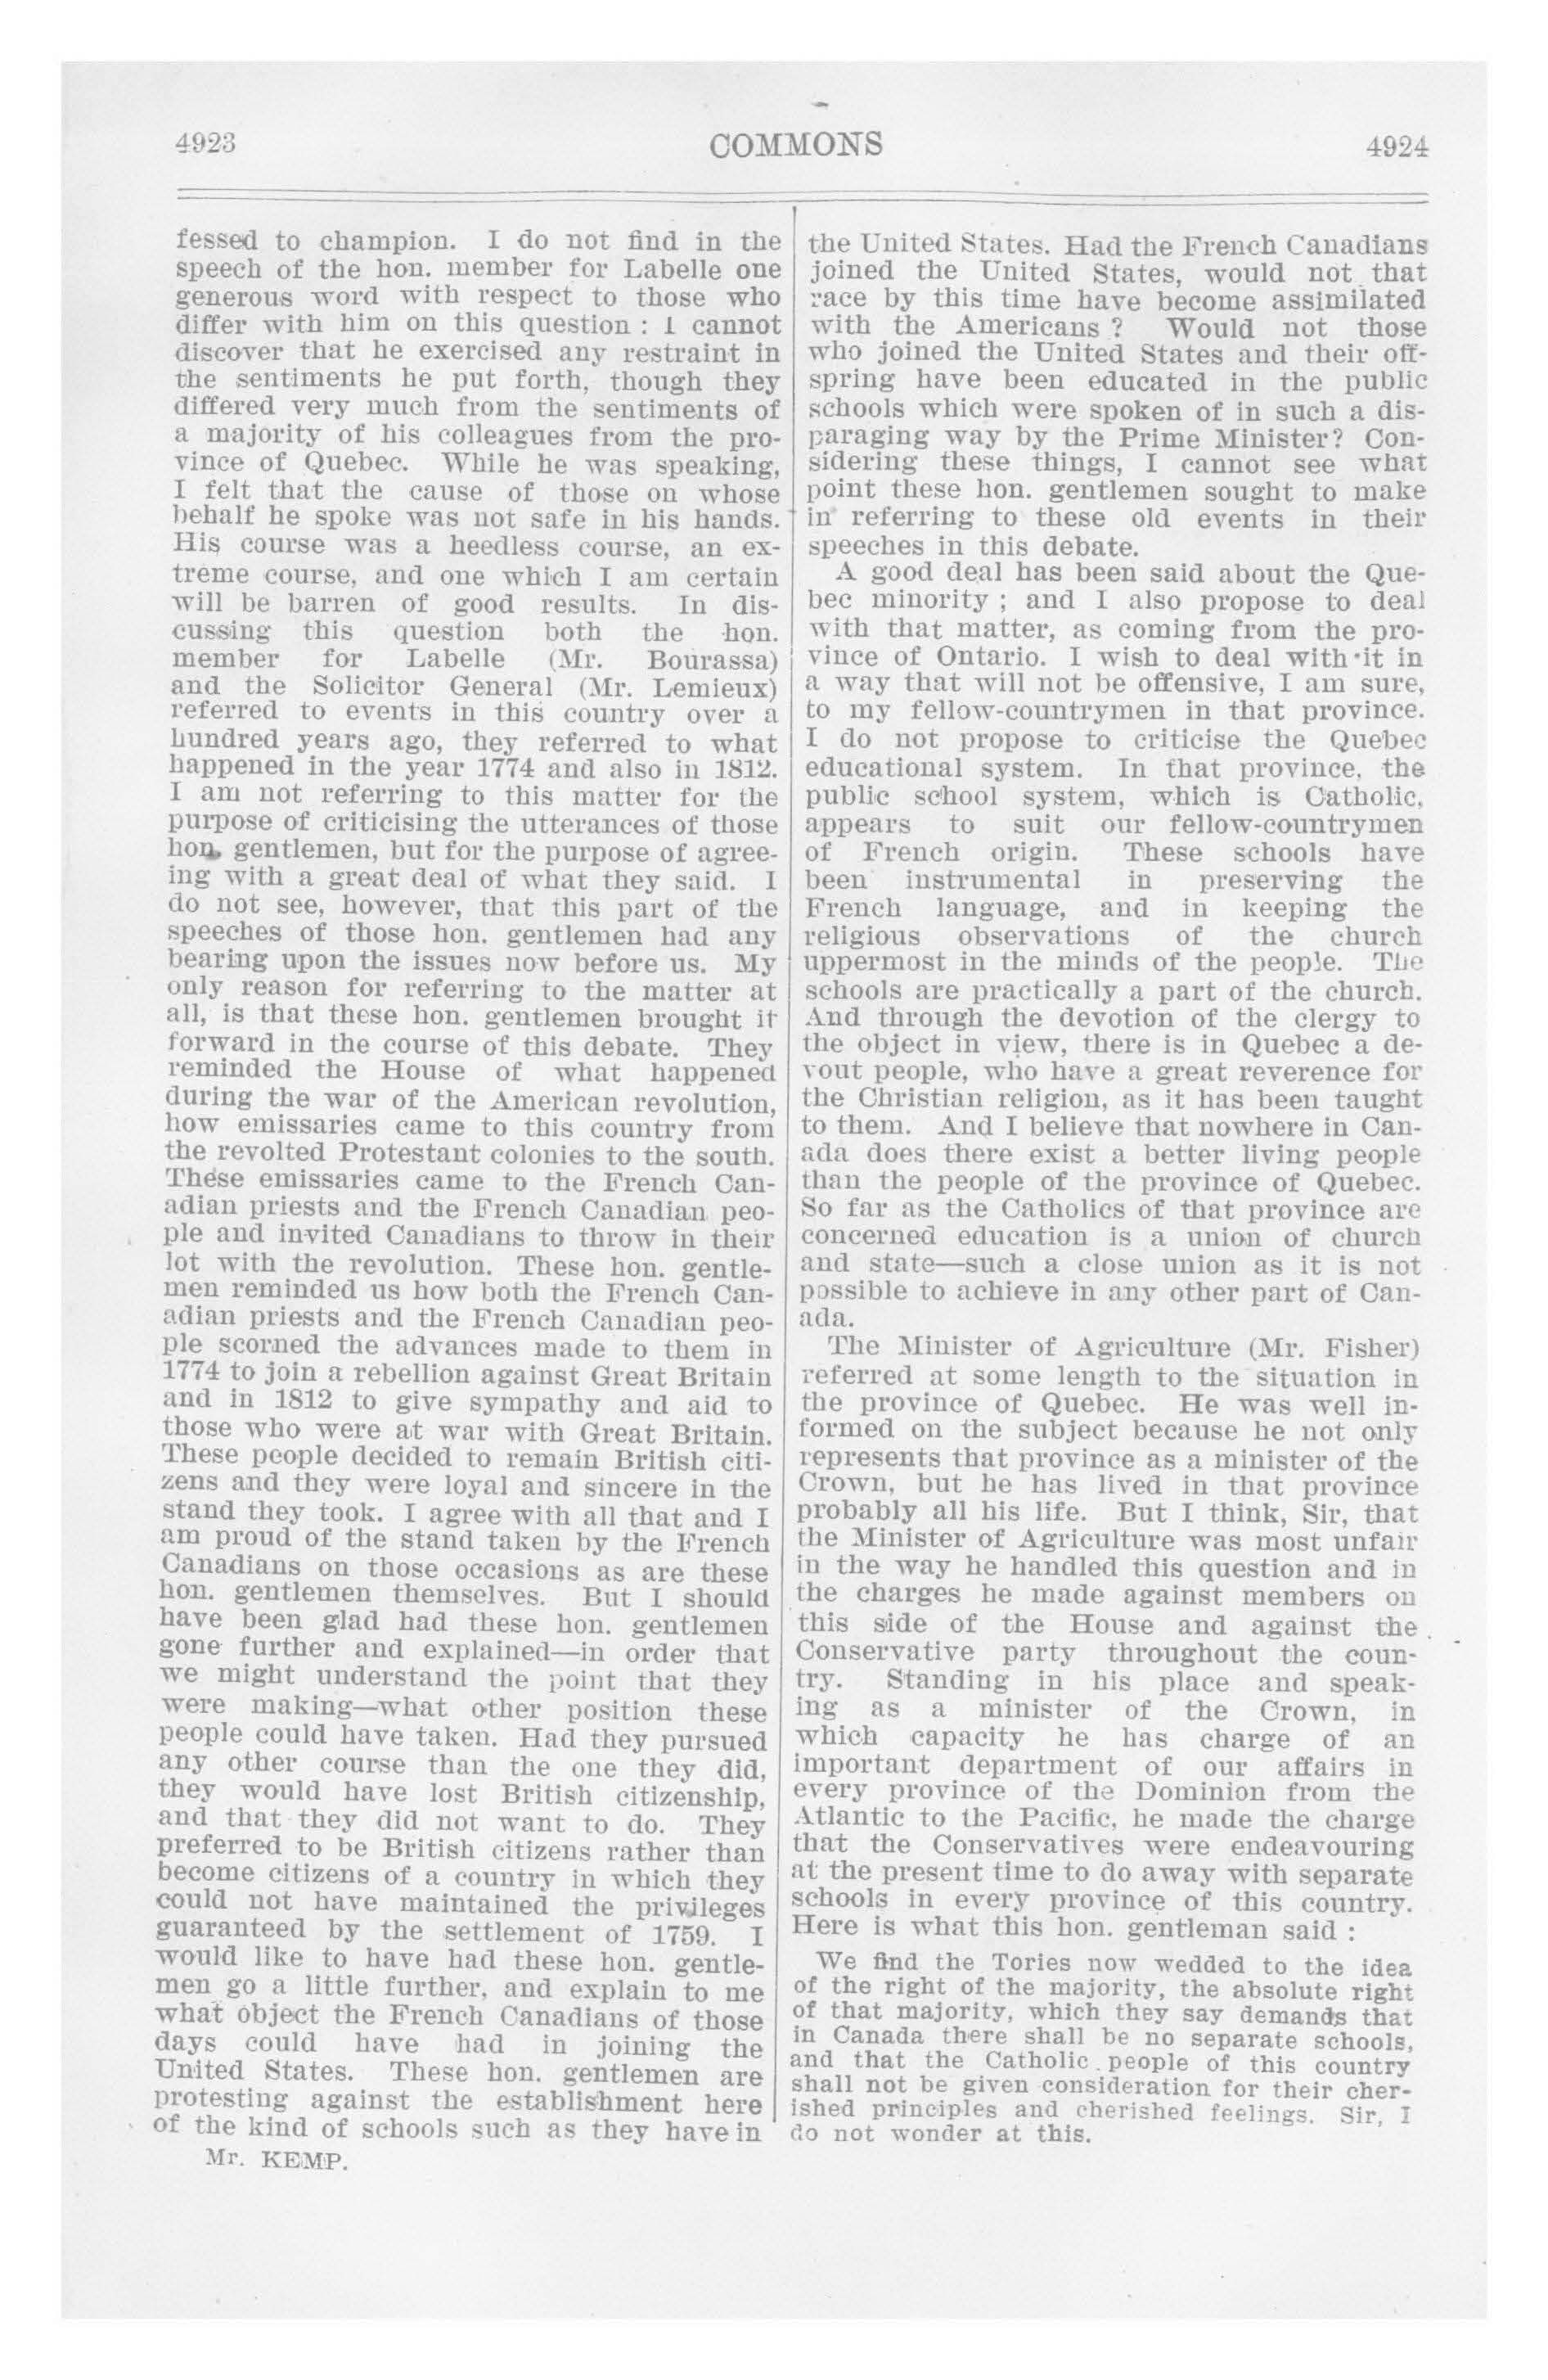 4923
COMMONS
4924
fessed to champion. I do not find in the
speech of the hon. member for Labelle one
generous word with respect to those who
differ with him on this question : I cannot
discover that he exercised any restraint in
the sentiments he put forth, though they
differed very much from the sentiments of
a majority of his colleagues from the pro-
vince of Quebec. While he was speaking,
I felt that the cause of those on whose
behalf he spoke was not safe in his hands.
His course was a heedless course, an ex-
treme course, and one which I am certain
will be barren of good results. In dis-
cussing this question both the hon.
member for Labelle (Mr. Bourassa)
and the Solicitor General (Mr. Lemieux)
referred to events in this country over a
hundred years ago, they referred to what
happened in the year 1774 and also in 1812.
I am not referring to this matter for the
purpose of criticising the utterances of those
hon. gentlemen, but for the purpose of agree-
ing with a great deal of what they said. I
do not see, however, that this part of the
speeches of those hon. gentlemen had any
bearing upon the issues now before us. My
only reason for referring to the matter at
all, is that these hon. gentlemen brought it
forward in the course of this debate. They
reminded the House of what happened
during the war of the American revolution,
how emissaries came to this country from
the revolted Protestant colonies to the south.
These emissaries came to the French Can-
adian priests and the French Canadian peo-
ple and invited Canadians to throw in their
lot with the revolution. These hon. gentle-
men reminded us how both the French Can-
adian priests and the French Canadian peo-
ple scorned the advances made to them in
1774 to join a rebellion against Great Britain
and in 1812 to give sympathy and aid to
those who were at war with Great Britain.
These people decided to remain British citi-
zens and they were loyal and sincere in the
stand they took. I agree with all that and I
am proud of the stand taken by the French
Canadians on those occasions as are these
hon. gentlemen themselves. But I should
have been glad had these hon. gentlemen
gone further and explained—in order that
we might understand the point that they
were making—what other position these
people could have taken. Had they pursued
any other course than the one they did,
they would have lost British citizenship,
and that they did not want to do. They
preferred to be British citizens rather than
become citizens of a country in which they
could not have maintained the privileges
guaranteed by the settlement of 1759. I
would like to have had these hon. gentle-
men go a little further, and explain to me
what object the French Canadians of those
days could have had in joining the
United States. These hon. gentlemen are
protesting against the establishment here
of the kind of schools such as they have in
Mr. KEMP.
the United States. Had the French Canadians
joined the United States, would not that
race by this time have become assimilated
with the Americans ? Would not those
who joined the United States and their off-
spring have been educated in the public
schools which were spoken of in such a dis-
paraging way by the Prime Minister? Con-
sidering these things, I cannot see what
point these hon. gentlemen sought to make
in referring to these old events in their
speeches in this debate.
A good deal has been said about the Que-
bec minority ; and I also propose to deal
with that matter, as coming from the pro-
vince of Ontario. I wish to deal with it in
a way that will not be offensive, I am sure,
to my fellow-countrymen in that province.
I do not propose to criticise the Quebec
educational system. In that province, the
public school system, which is Catholic,
appears to suit our fellow-countrymen
of French origin. These schools have
been instrumental in preserving the
French language, and in keeping the
religious observations of the church
uppermost in the minds of the people. The
schools are practically a part of the church.
And through the devotion of the clergy to
the object in view, there is in Quebec a de-
vout people, who have a great reverence for
the Christian religion, as it has been taught
to them. And I believe that nowhere in Can-
ada does there exist a better living people
than the people of the province of Quebec.
So far as the Catholics of that province are
concerned education is a union of church
and state—such a close union as it is not
possible to achieve in any other part of Can-
ada.
The Minister of Agriculture (Mr. Fisher)
referred at some length to the situation in
the province of Quebec. He was well in-
formed on the subject because he not only
represents that province as a minister of the
Crown, but he has lived in that province
probably all his life. But I think, Sir, that
the Minister of Agriculture was most unfair
in the way he handled this question and in
the charges he made against members on
this side of the House and against the
Conservative party throughout the coun-
try. Standing in his place and speak-
ing as a minister of the Crown, in
which capacity he has charge of an
important department of our affairs in
every province of the Dominion from the
Atlantic to the Pacific, he made the charge
that the Conservatives were endeavouring
at the present time to do away with separate
schools in every province of this country.
Here is what this hon. gentleman said :
We find the Tories now wedded to the idea
of the right of the majority, the absolute right
of that majority, which they say demands that
in Canada there shall be no separate schools,
and that the Catholic people of this country
shall not be given consideration for their cher-
ished principles and cherished feelings. Sir, I
do not wonder at this.